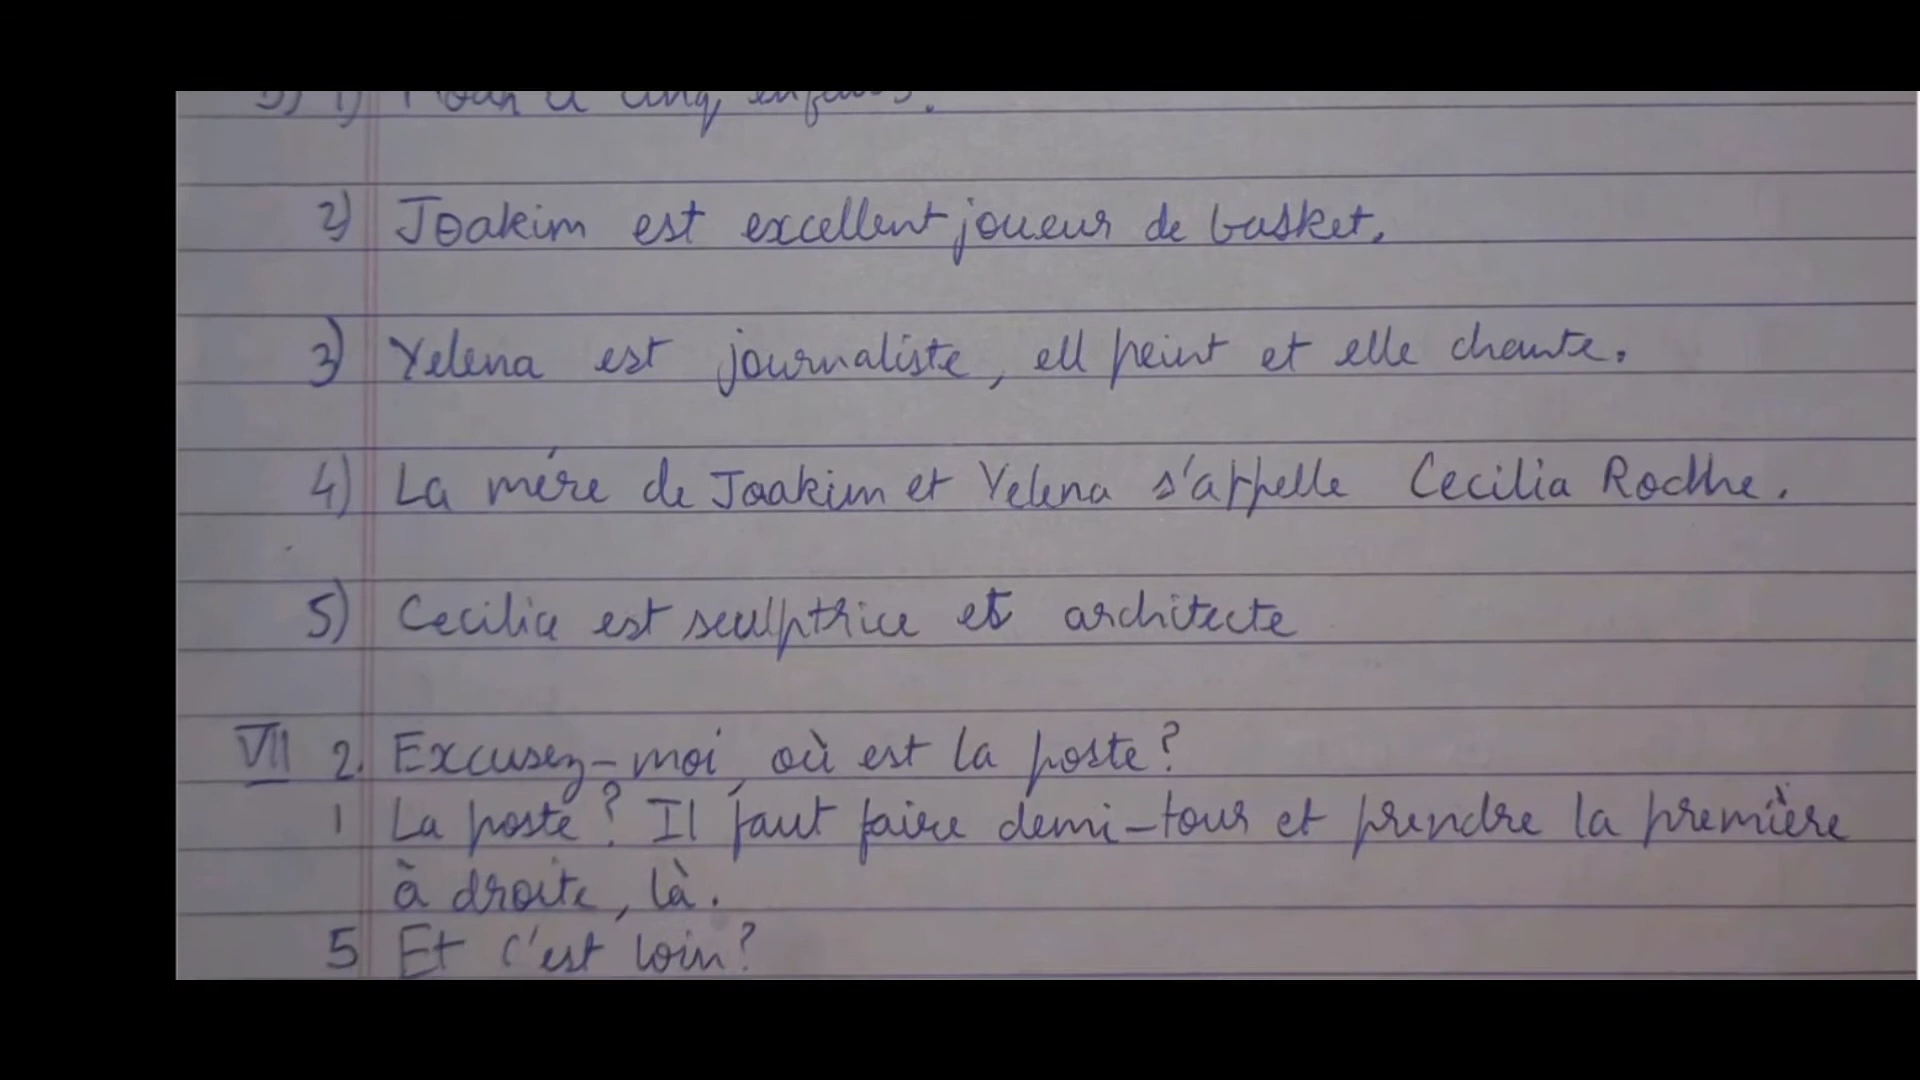 2) Joakim est excellent joueur de basket.
3) Yelena est journaliste, ell peint et elle chante.
4) La mére de Joakim et Yelena s'appelle Cecilia Rodhe.
5) Cecilia est sculptrice et architecte
VII 2. Excusez-moi, où est la poste?
1 La poste? Il faut faire demi-tour et prendre la première
à droite, là.
5 Et c'est loin?